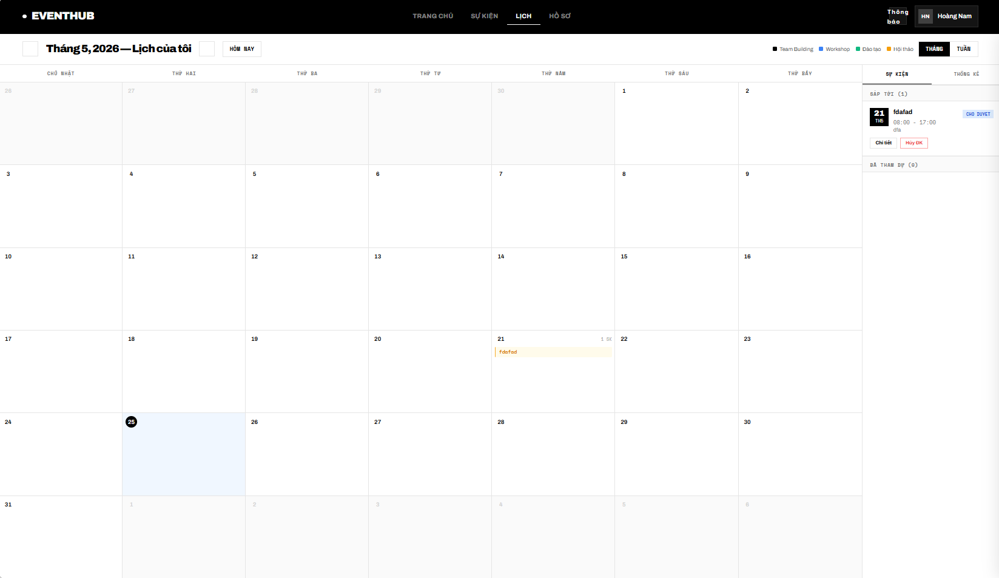 EVENTHUB
TRANG CHỦ SỰ KIỆN LỊCH HỒ SƠ
Thông báo
HN Hoàng Nam
Tháng 5, 2026 — Lịch của tôi
HÔM NAY
Team Building Workshop Đào tạo Hội thảo
THÁNG TUẦN
CHỦ NHẬT THỨ HAI THỨ BA THỨ TƯ THỨ NĂM THỨ SÁU THỨ BẢY
26 27 28 29 30 1 2
3 4 5 6 7 8 9
10 11 12 13 14 15 16
17 18 19 20 21 1 SK 22 23
fdafad
24 25 26 27 28 29 30
31 1 2 3 4 5 6
SỰ KIỆN THỐNG KÊ
SẮP TỚI (1)
21 TH5
fdafad
CHO DUYET
08:00 - 17:00
dfa
Chi tiết Hủy ĐK
ĐÃ THAM DỰ (0)